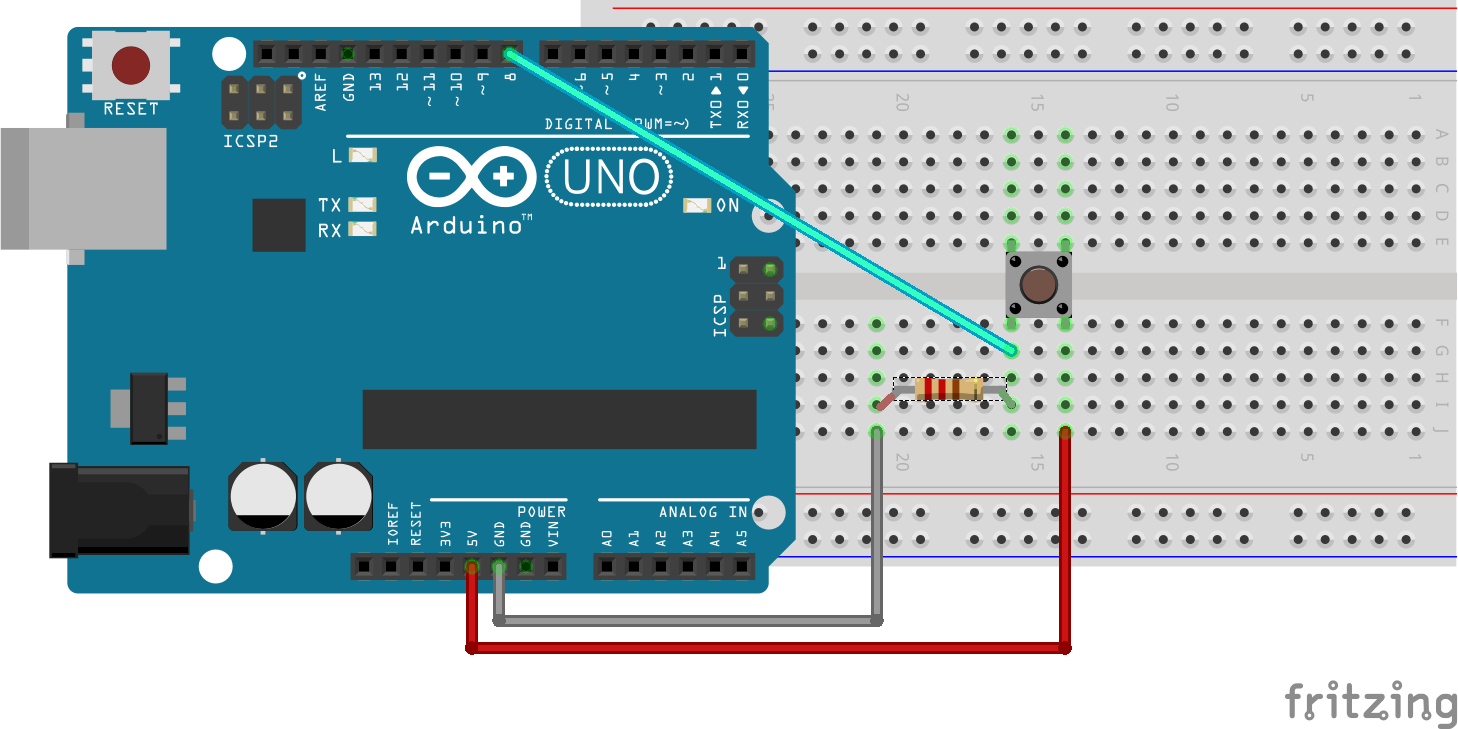 RESET
ICSP2
AREF
GND
13
12
~11
~10
~9
8
~6
~5
4
~3
2
TX0▶1
RX0◀0
DIGITAL (PWM=~)
L
TX
RX
UNO
Arduino™
ON
1
ICSP
IOREF
RESET
3V3
5V
GND
GND
VIN
POWER
ANALOG IN
A0
A1
A2
A3
A4
A5
25
20
15
10
5
1
A
B
C
D
E
F
G
H
I
J
20
15
10
5
1
fritzing